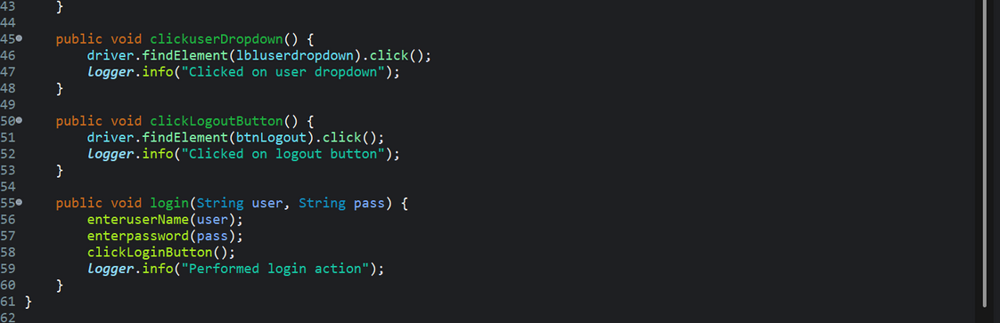 43     }
44
45     public void clickuserDropdown() {
46         driver.findElement(lbluserdropdown).click();
47         logger.info("Clicked on user dropdown");
48     }
49
50     public void clickLogoutButton() {
51         driver.findElement(btnLogout).click();
52         logger.info("Clicked on logout button");
53     }
54
55     public void login(String user, String pass) {
56         enteruserName(user);
57         enterpassword(pass);
58         clickLoginButton();
59         logger.info("Performed login action");
60     }
61 }
62